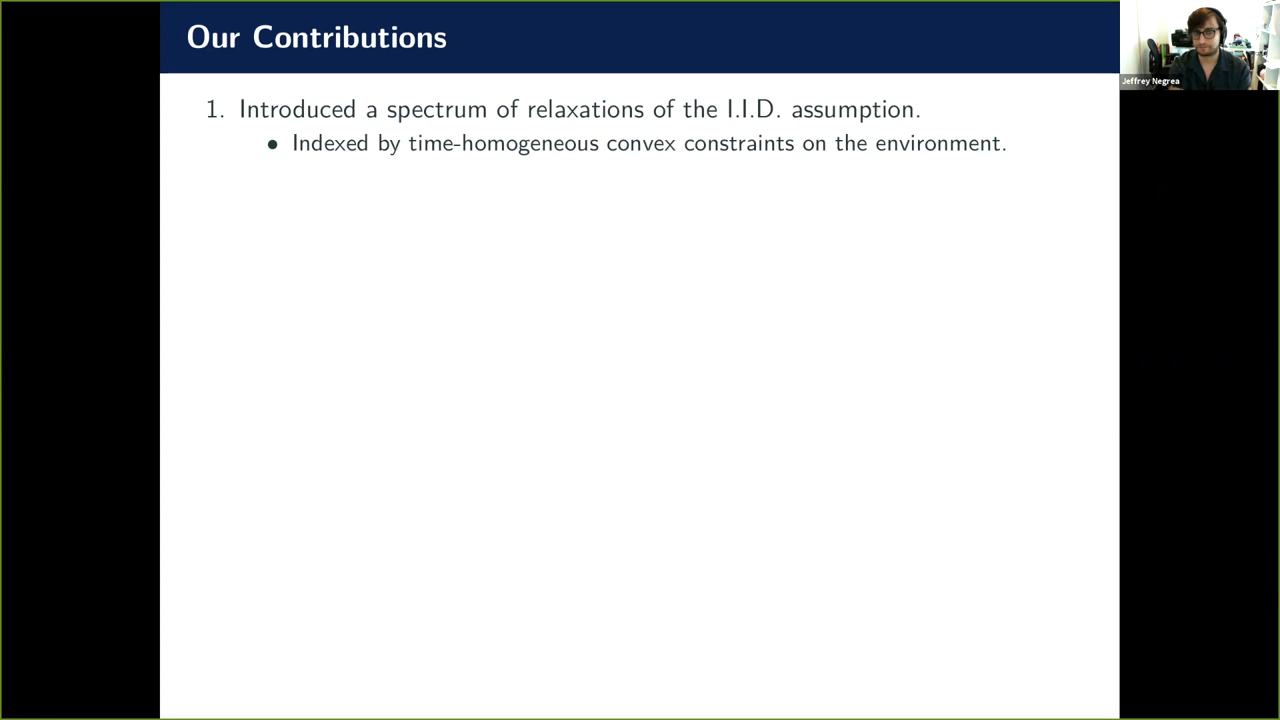 Our Contributions
1. Introduced a spectrum of relaxations of the I.I.D. assumption.
• Indexed by time-homogeneous convex constraints on the environment.
Jeffrey Negrea